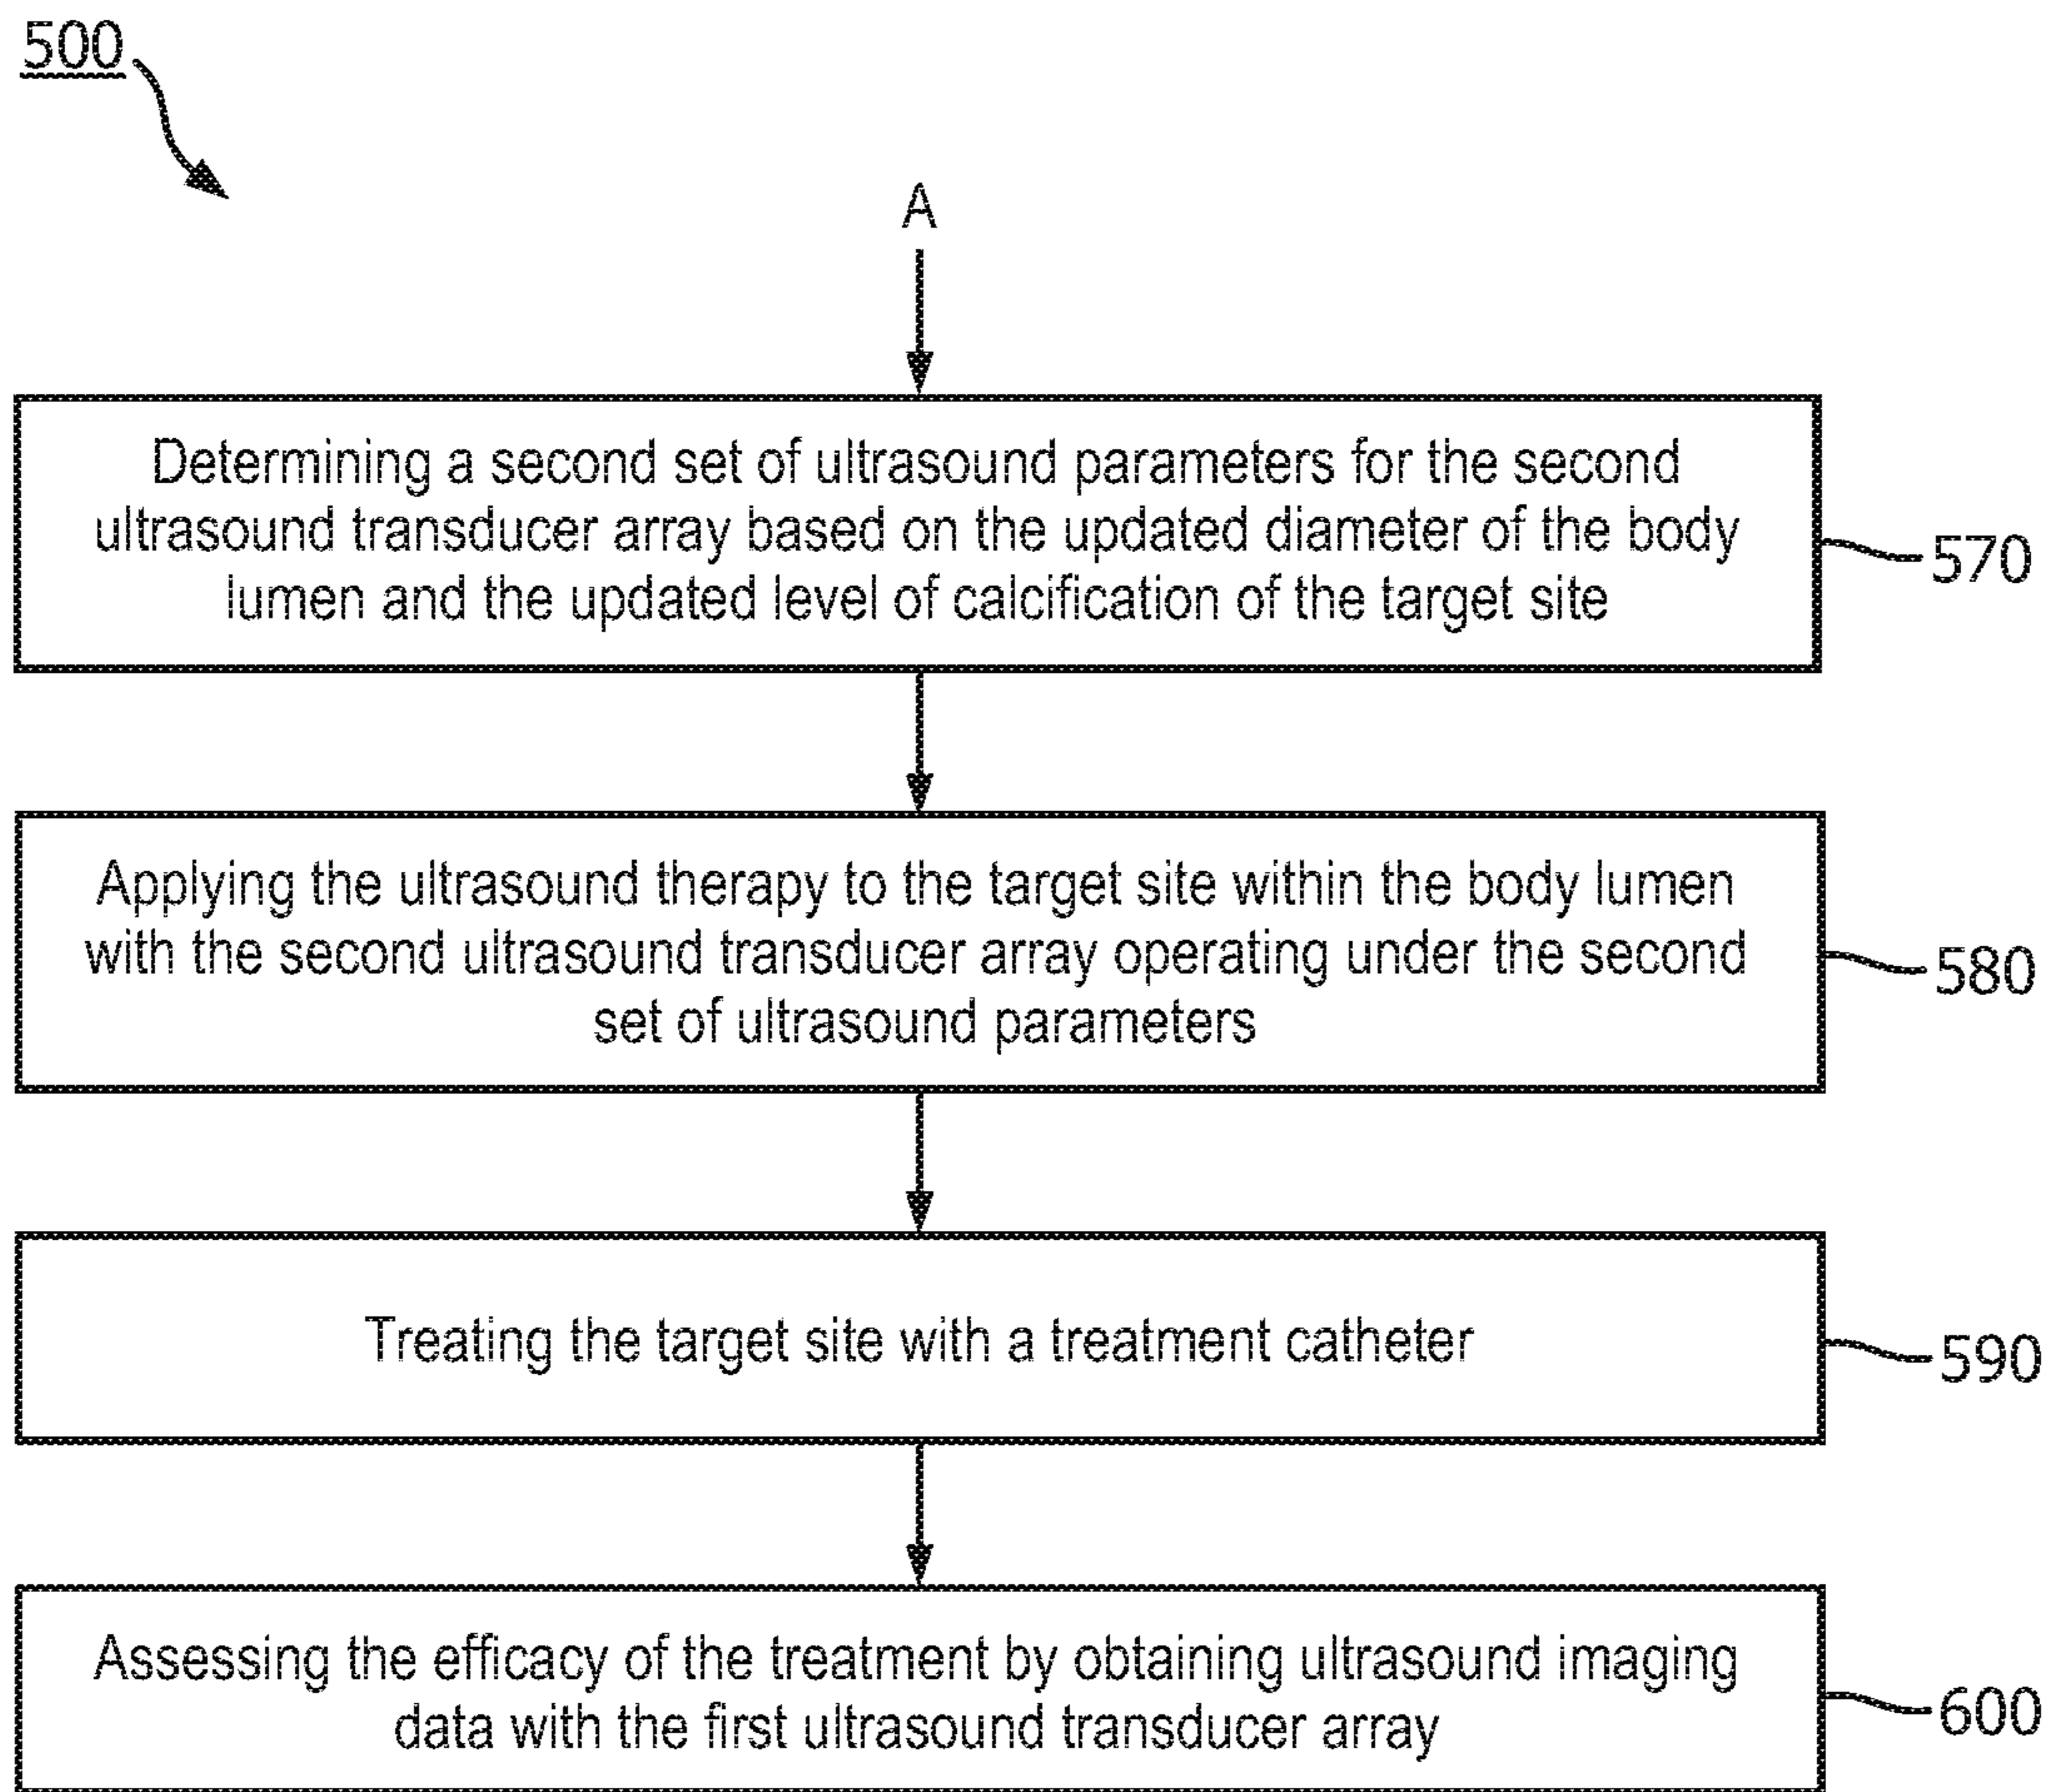 500
A
Determining a second set of ultrasound parameters for the second
ultrasound transducer array based on the updated diameter of the body
lumen and the updated level of calcification of the target site
570
Applying the ultrasound therapy to the target site within the body lumen
with the second ultrasound transducer array operating under the second
set of ultrasound parameters
580
Treating the target site with a treatment catheter
590
Assessing the efficacy of the treatment by obtaining ultrasound imaging
data with the first ultrasound transducer array
600